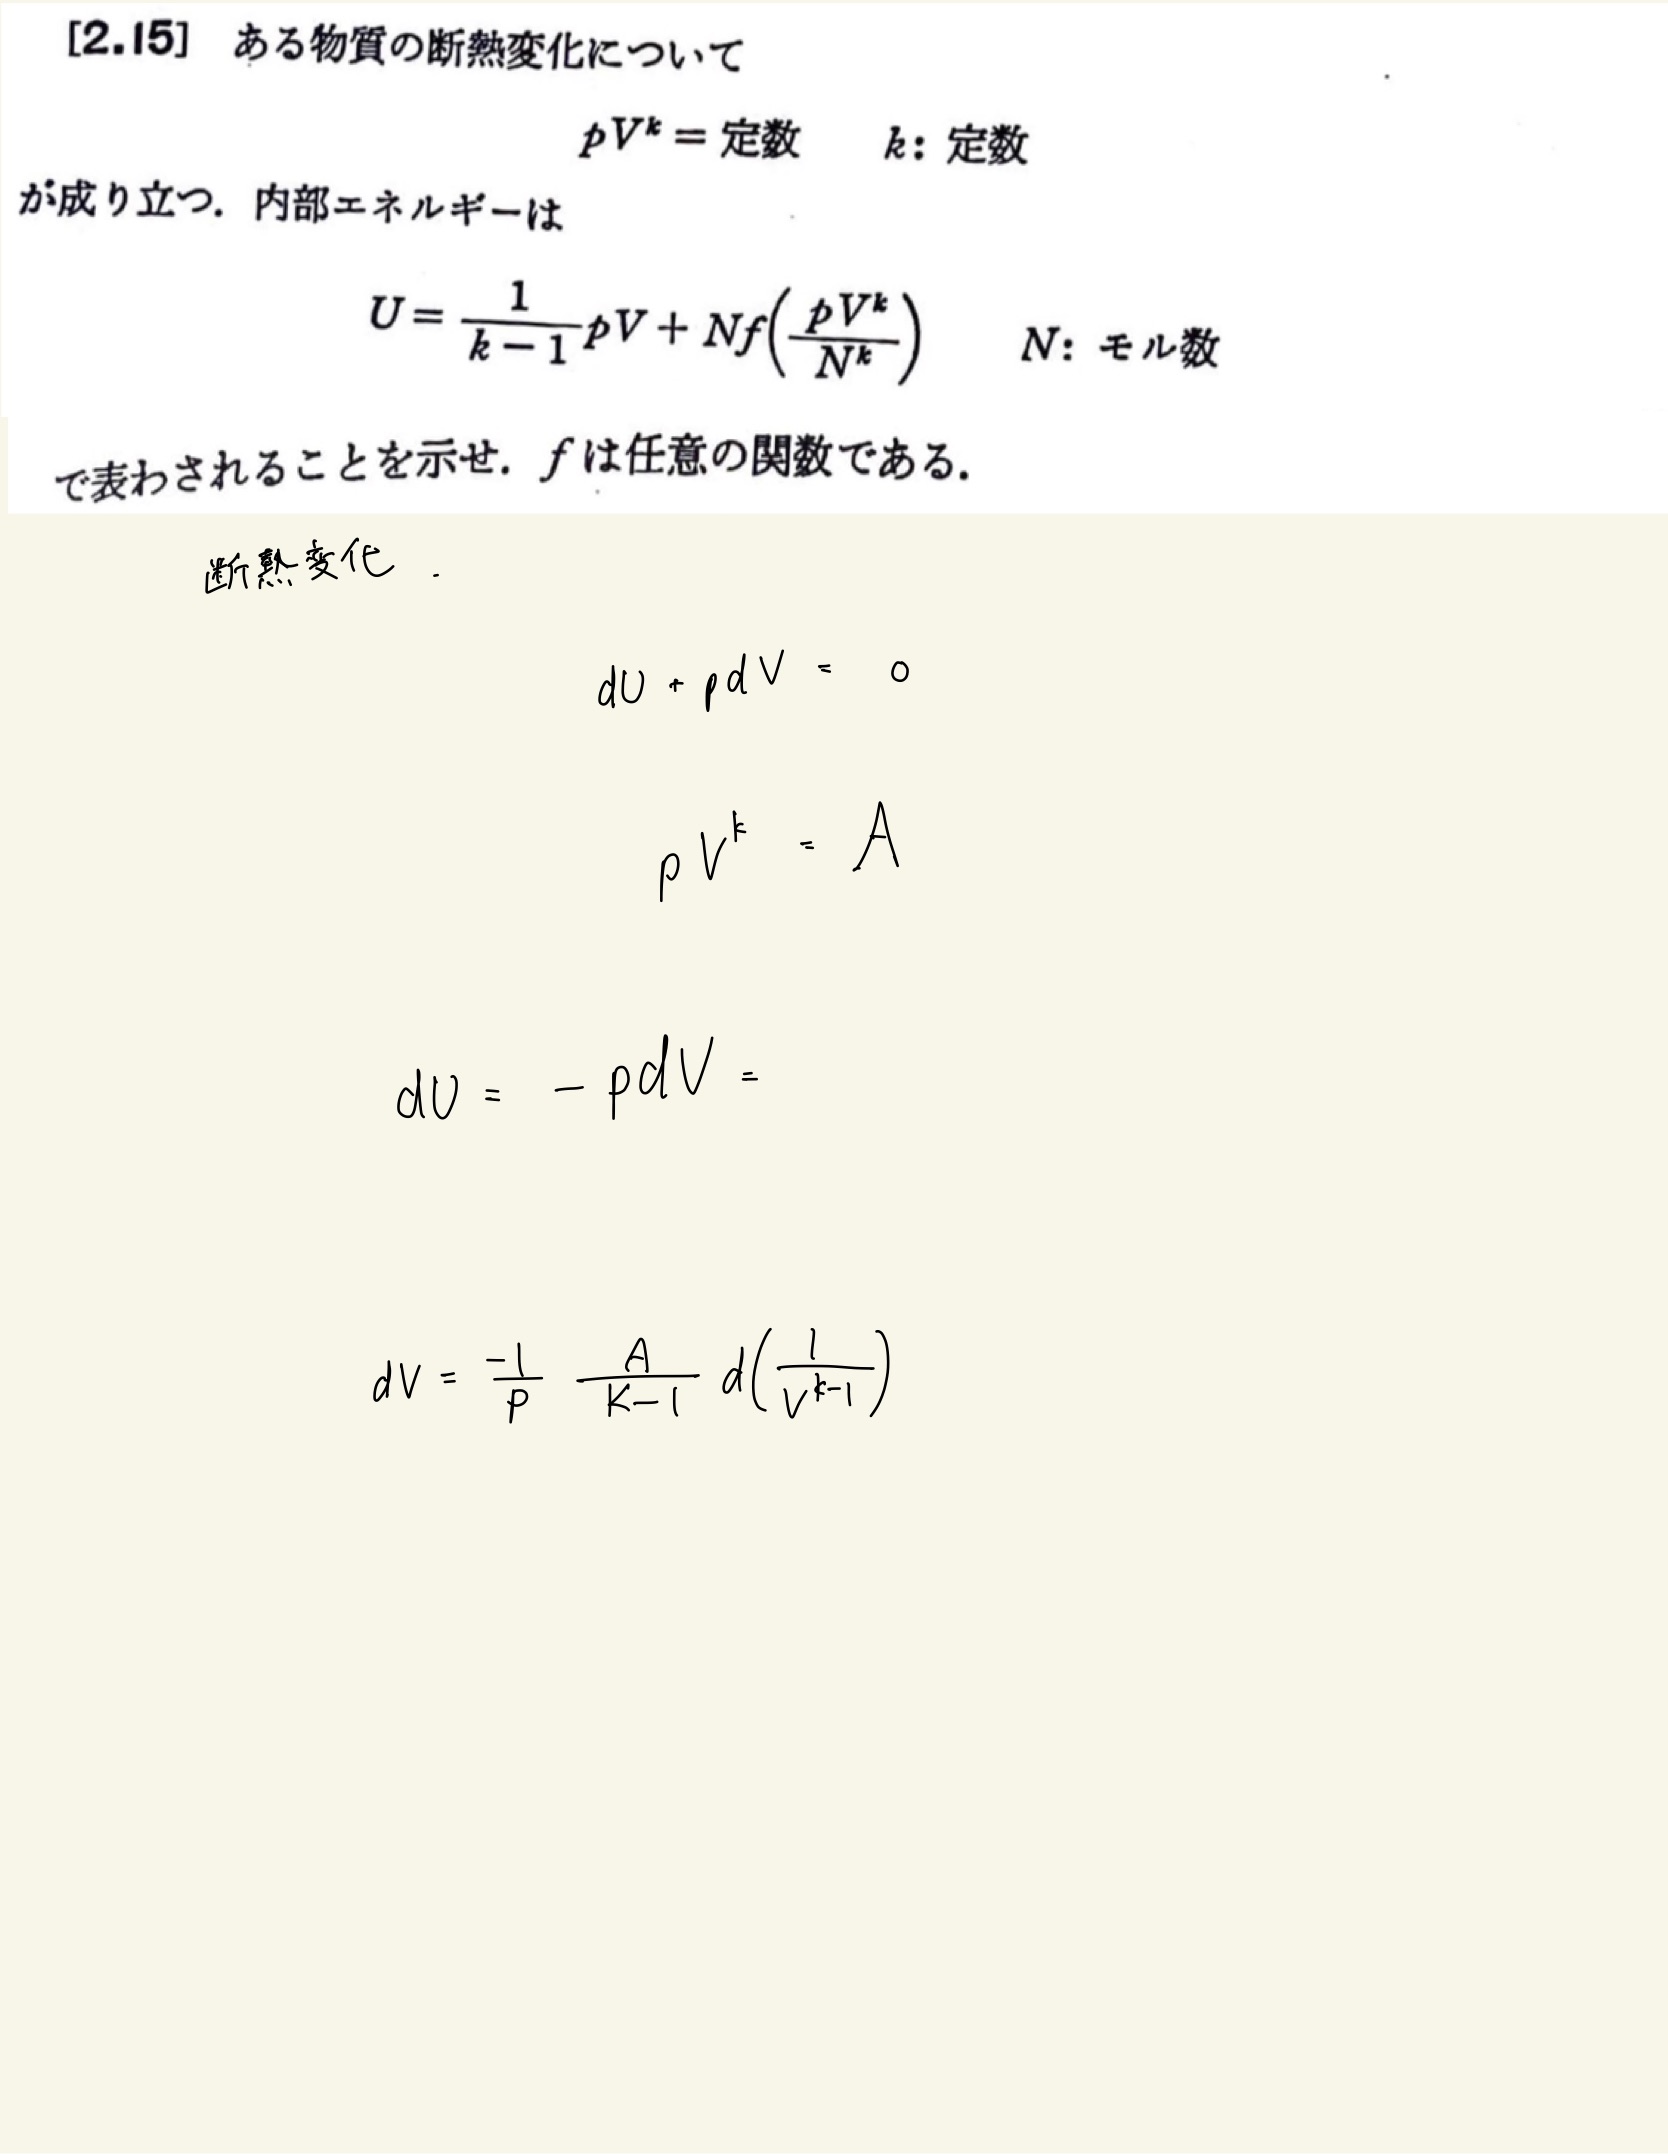 [2.15] ある物質の断熱変化について
pV^k = 定数 k: 定数
が成り立つ. 内部エネルギーは
U = \frac{1}{k-1}pV + Nf\left(\frac{pV^k}{N^k}\right) N: モル数
で表わされることを示せ. f は任意の関数である.
断熱変化.
dU + pdV = 0
pV^k = A
dU = -pdV =
dV = \frac{-1}{p} \frac{A}{k-1} d\left(\frac{1}{V^{k-1}}\right)